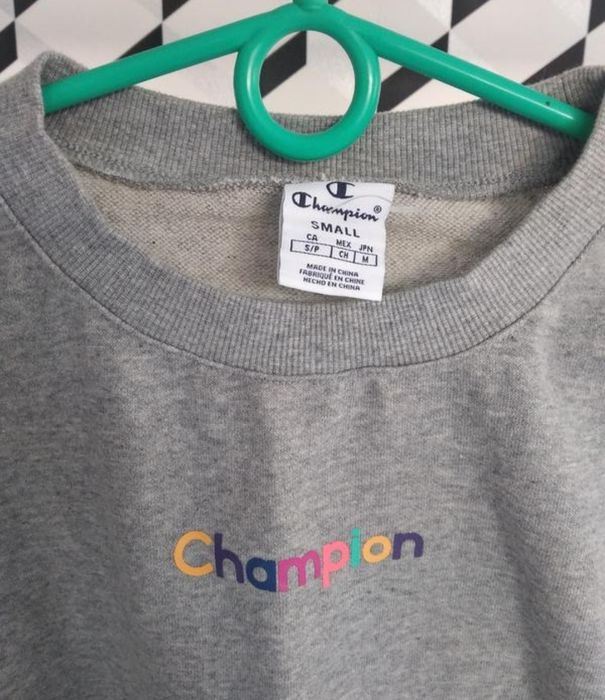 Champion®
SMALL
CA MEX JPN
S/P CH M
MADE IN CHINA
FABRIQUÉ EN CHINE
HECHO EN CHINA
Champion